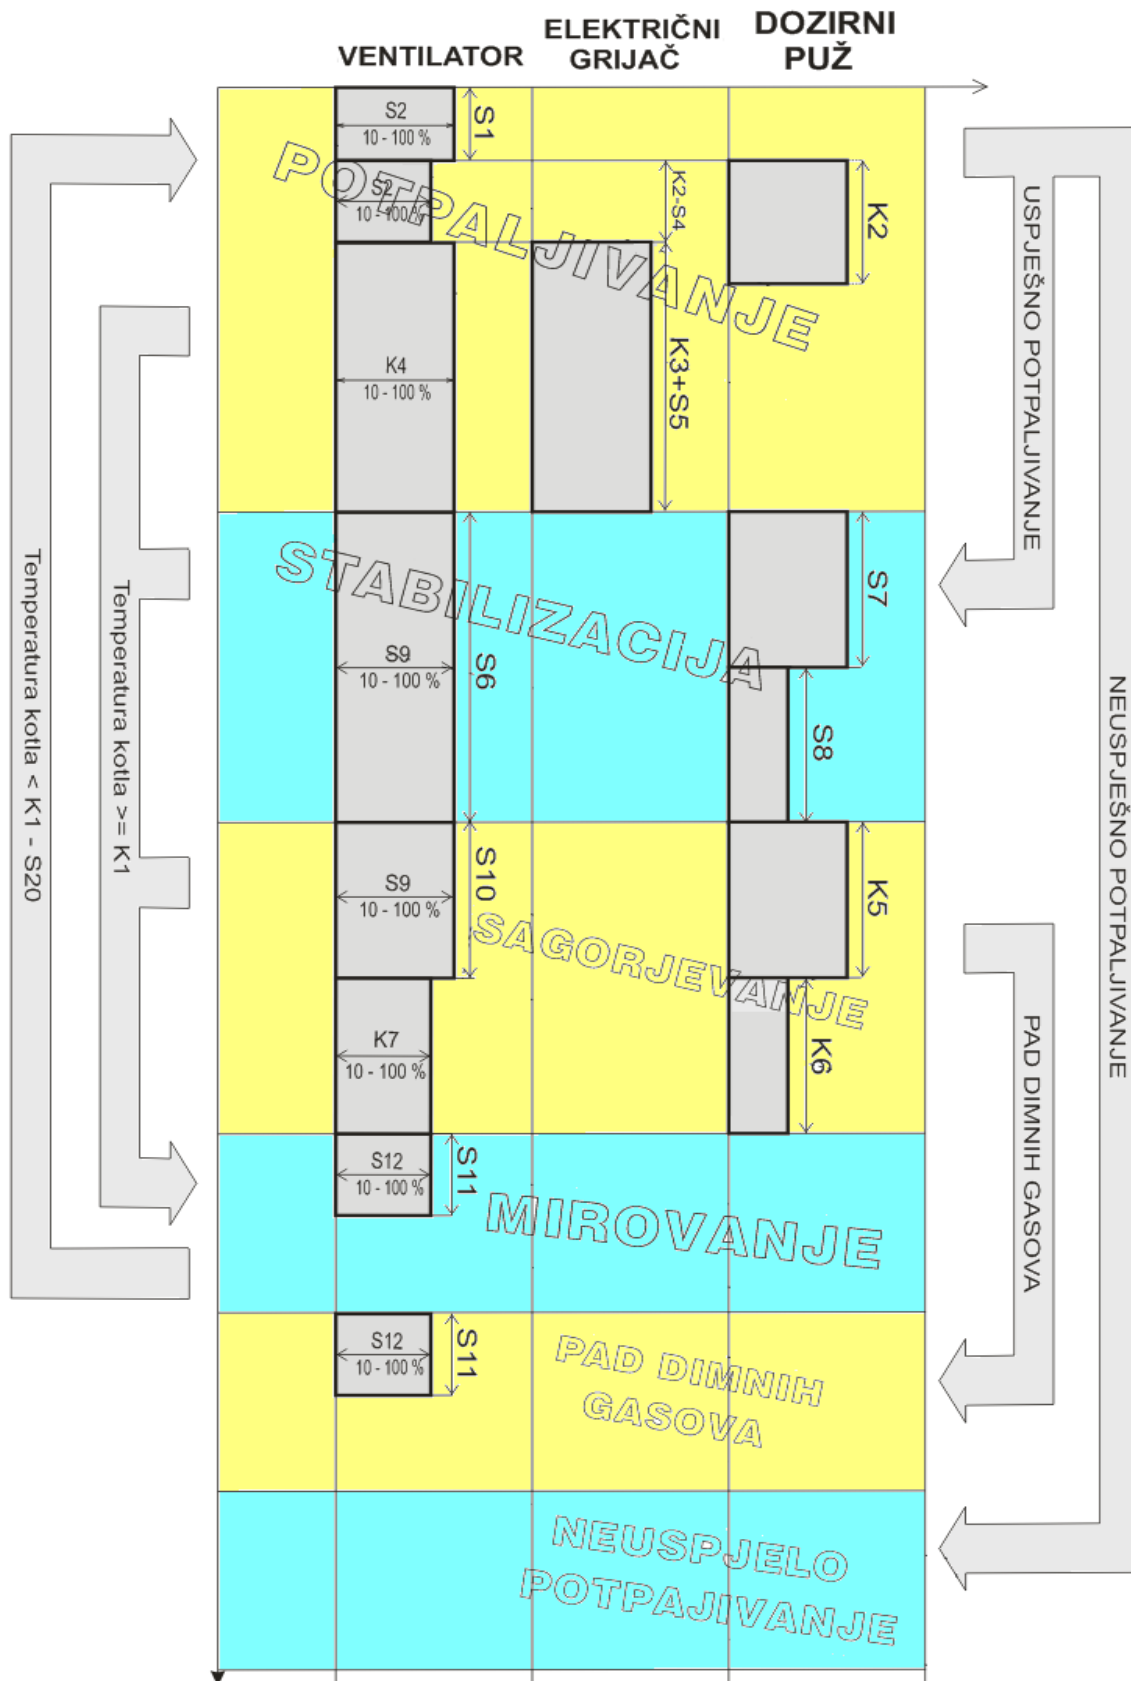 VENTILATOR
ELEKTRIČNI
GRIJAČ
DOZIRNI
PUŽ
S2
10 - 100 %
S1
POTPALJIVANJE
S2
10 - 100 %
K2-S4
K2
K4
10 - 100 %
K3+S5
STABILIZACIJA
S9
10 - 100 %
S6
S7
S8
S9
10 - 100 %
S10
SAGORJEVANJE
K5
K7
10 - 100 %
K6
S12
10 - 100 %
S11
MIROVANJE
S12
10 - 100 %
S11
PAD DIMNIH
GASOVA
NEUSPJELO
POTPAJIVANJE
Temperatura kotla < K1 - S20
Temperatura kotla >= K1
USPJEŠNO POTPALJIVANJE
NEUSPJEŠNO POTPALJIVANJE
PAD DIMNIH GASOVA